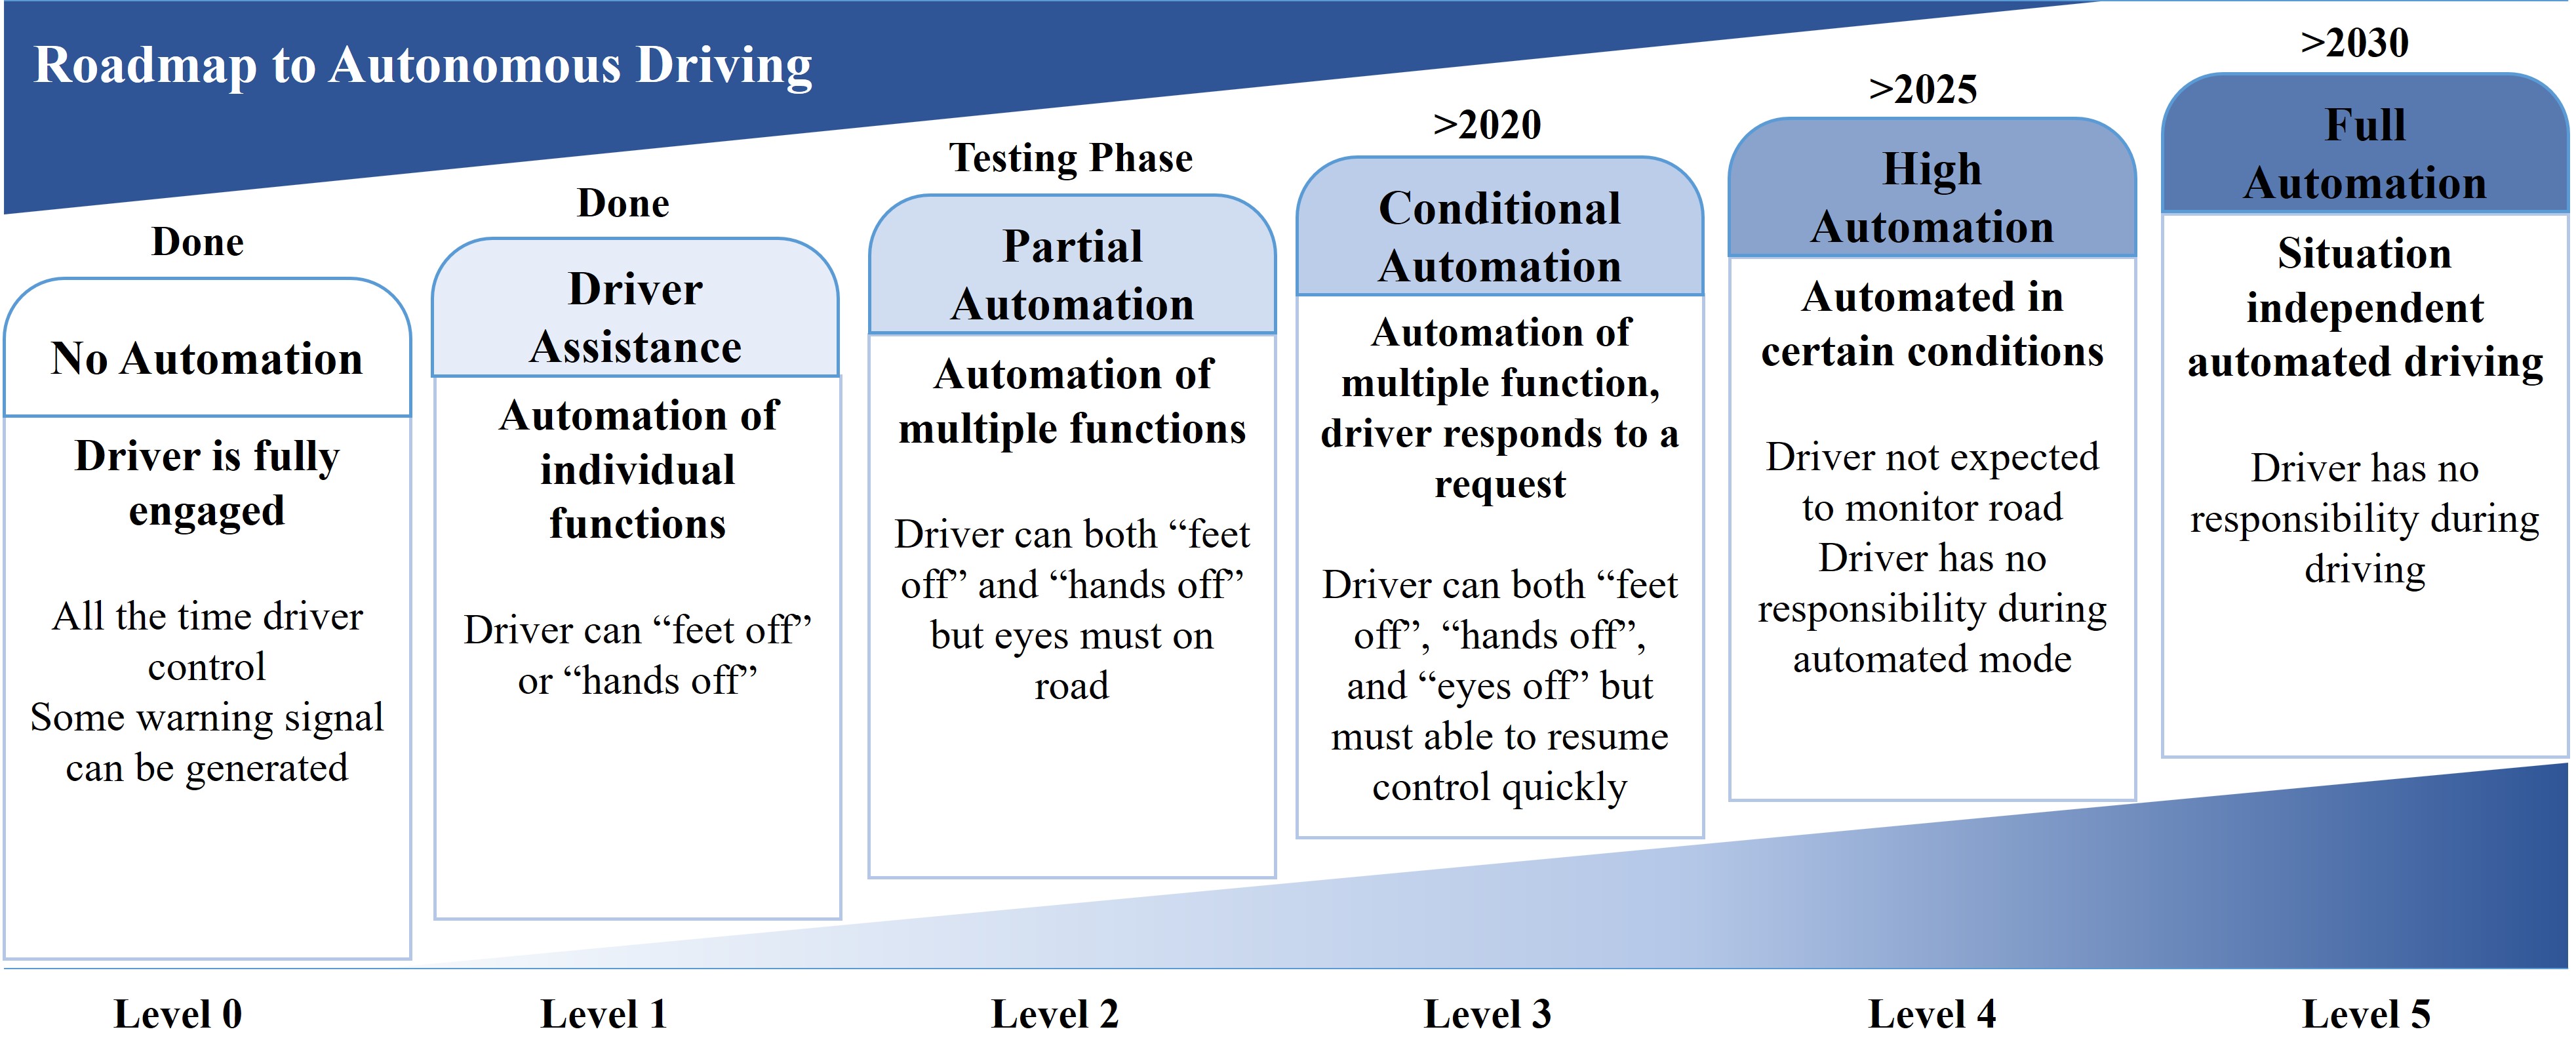 Roadmap to Autonomous Driving
Done
No Automation
Driver is fully
engaged
All the time driver
control
Some warning signal
can be generated
Level 0
Done
Driver
Assistance
Automation of
individual
functions
Driver can “feet off”
or “hands off”
Level 1
Testing Phase
Partial
Automation
Automation of
multiple functions
Driver can both “feet
off” and “hands off”
but eyes must on
road
Level 2
>2020
Conditional
Automation
Automation of
multiple function,
driver responds to a
request
Driver can both “feet
off”, “hands off”,
and “eyes off” but
must able to resume
control quickly
Level 3
>2025
High
Automation
Automated in
certain conditions
Driver not expected
to monitor road
Driver has no
responsibility during
automated mode
Level 4
>2030
Full
Automation
Situation
independent
automated driving
Driver has no
responsibility during
driving
Level 5